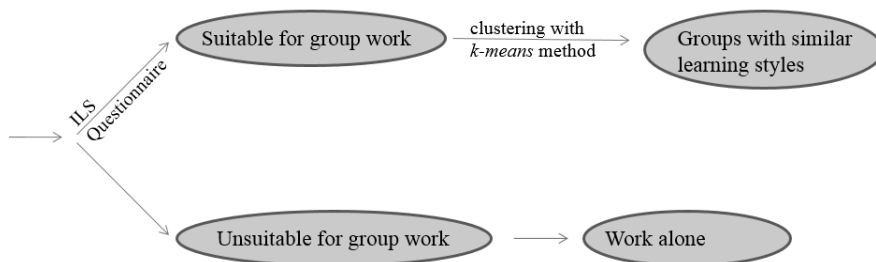 ILS
Questionnaire
Suitable for group work
clustering with
k-means method
Groups with similar
learning styles
Unsuitable for group work
Work alone